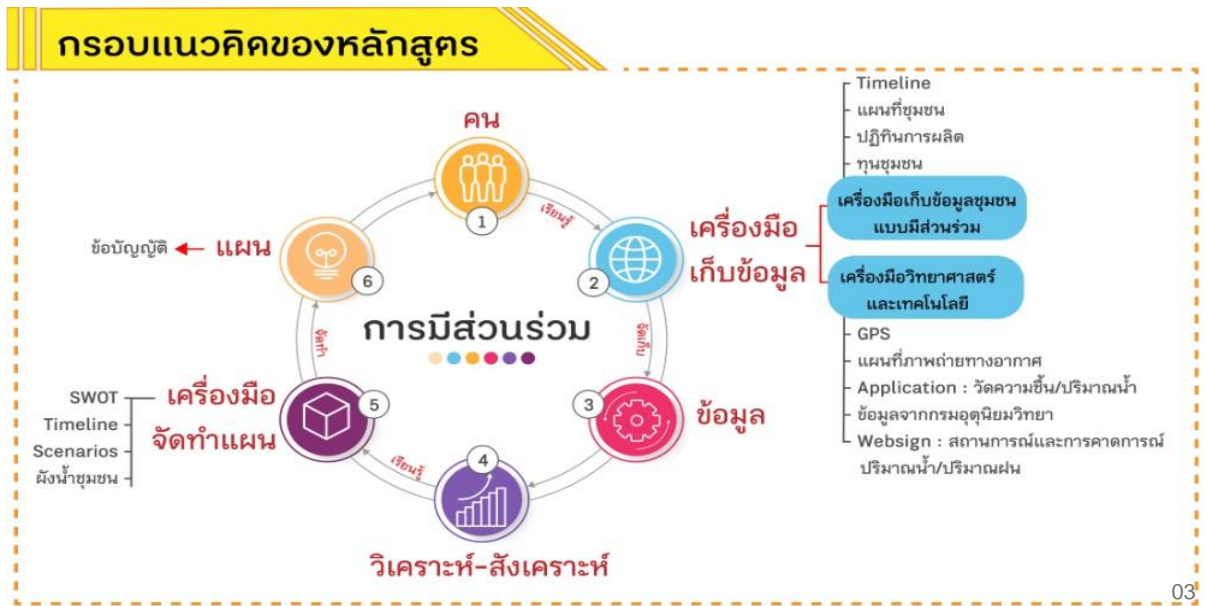 กรอบแนวคิดของหลักสูตร
คน
1
เรียนรู้
เครื่องมือ
เก็บข้อมูล
2
Timeline
แผนที่ชุมชน
ปฏิทินการผลิต
ทุนชุมชน
เครื่องมือเก็บข้อมูลชุมชน
แบบมีส่วนร่วม
เครื่องมือวิทยาศาสตร์
และเทคโนโลยี
GPS
แผนที่ภาพถ่ายทางอากาศ
Application : วัดความชื้น/ปริมาณน้ำ
ข้อมูลจากกรมอุตุนิยมวิทยา
Websign : สถานการณ์และการคาดการณ์
ปริมาณน้ำ/ปริมาณฝน
จัดเก็บ
3
ข้อมูล
4
วิเคราะห์-สังเคราะห์
เรียนรู้
5
เครื่องมือ
จัดทำแผน
SWOT
Timeline
Scenarios
ผังน้ำชุมชน
จัดทำ
6
แผน
ข้อบัญญัติ
การมีส่วนร่วม
03